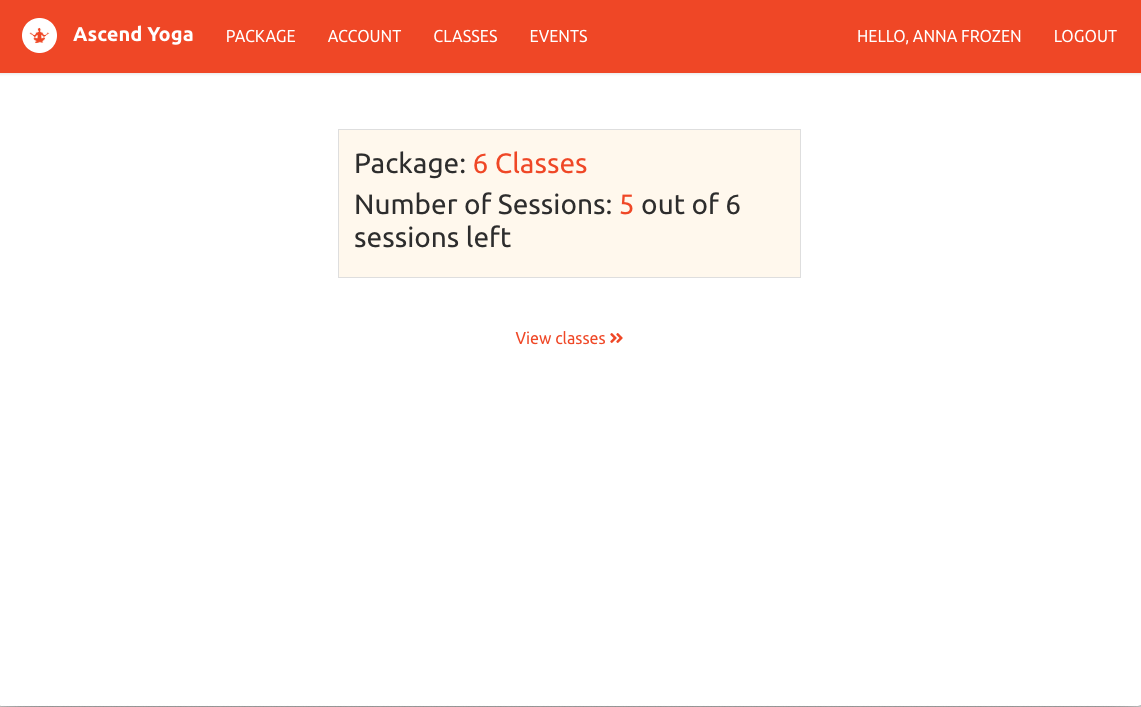 Ascend Yoga PACKAGE ACCOUNT CLASSES EVENTS HELLO, ANNA FROZEN LOGOUT
Package: 6 Classes
Number of Sessions: 5 out of 6
sessions left
View classes »